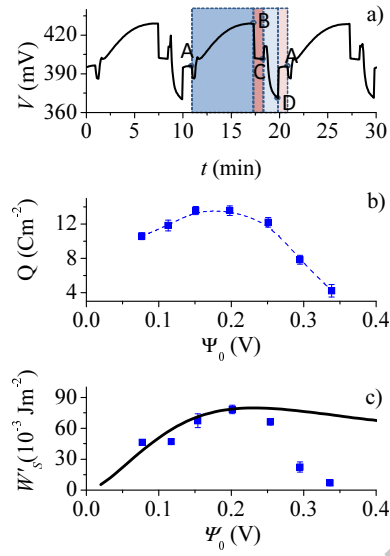 a)
420
390
360
V (mV)
A
B
C
A
D
0
5
10
15
20
25
30
t (min)
b)
12
8
4
Q (Cm⁻²)
0.0
0.1
0.2
0.3
0.4
Ψ₀ (V)
c)
90
60
30
0
W'ₛ(10⁻³ Jm⁻²)
0.0
0.1
0.2
0.3
0.4
Ψ₀ (V)